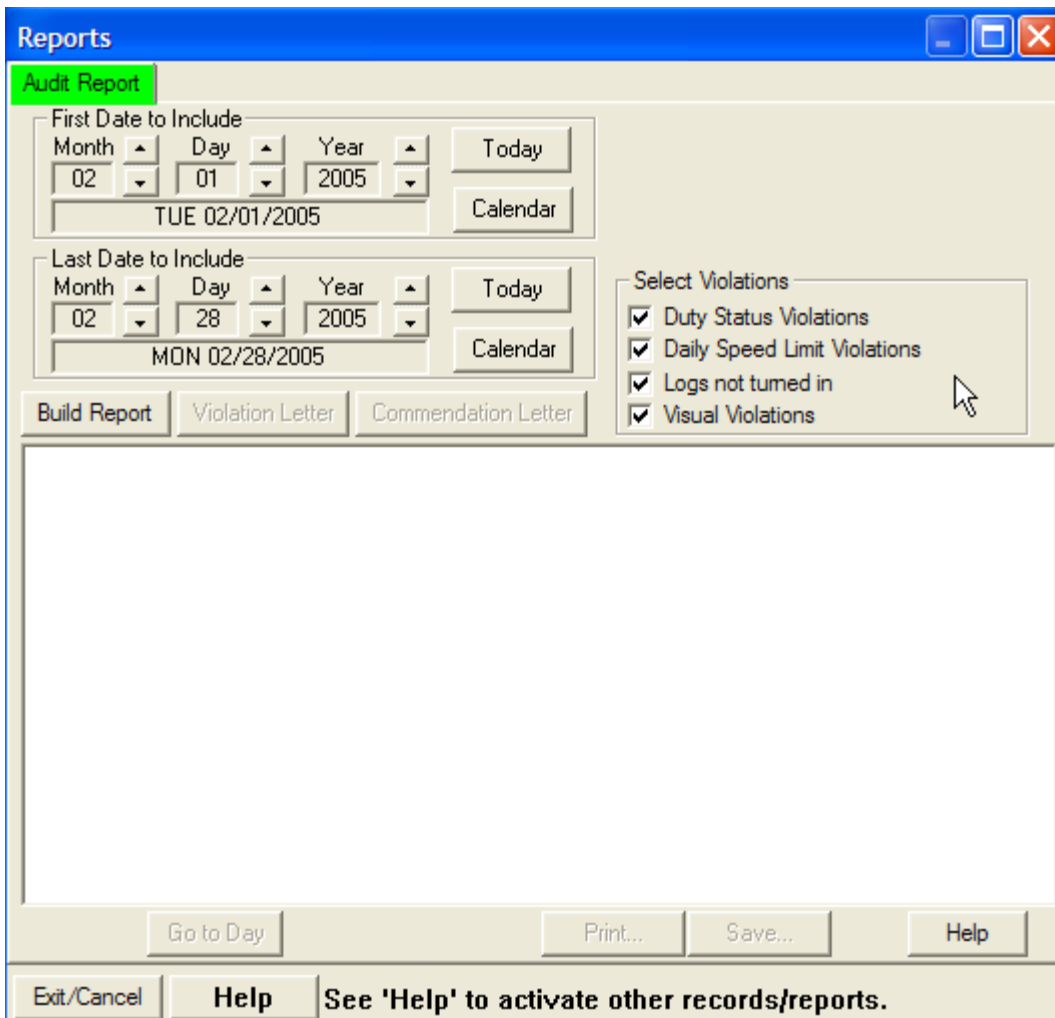 Reports
Audit Report
First Date to Include
Month Day Year
02 01 2005
Today
TUE 02/01/2005
Calendar
Last Date to Include
Month Day Year
02 28 2005
Today
MON 02/28/2005
Calendar
Select Violations
Duty Status Violations
Daily Speed Limit Violations
Logs not turned in
Visual Violations
Build Report Violation Letter Commendation Letter
Go to Day Print... Save... Help
Exit/Cancel Help See 'Help' to activate other records/reports.